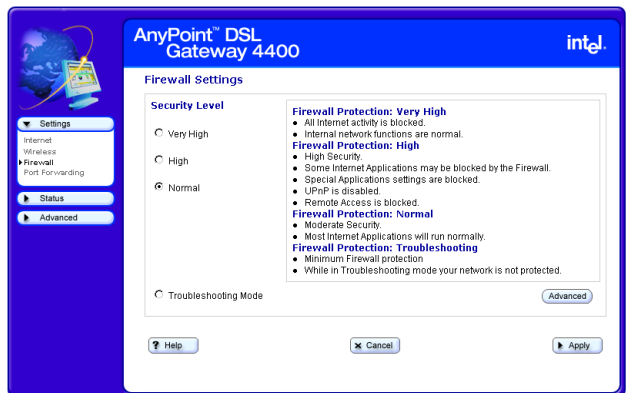 AnyPoint™ DSL
Gateway 4400
intel.
Settings
Internet
Wireless
Firewall
Port Forwarding
Status
Advanced
Firewall Settings
Security Level
Very High
High
Normal
Troubleshooting Mode
Firewall Protection: Very High
● All Internet activity is blocked.
● Internal network functions are normal.
Firewall Protection: High
● High Security.
● Some Internet Applications may be blocked by the Firewall.
● Special Applications settings are blocked.
● UPnP is disabled.
● Remote Access is blocked.
Firewall Protection: Normal
● Moderate Security.
● Most Internet Applications will run normally.
Firewall Protection: Troubleshooting
● Minimum Firewall protection
● While in Troubleshooting mode your network is not protected.
Advanced
? Help
Cancel
Apply